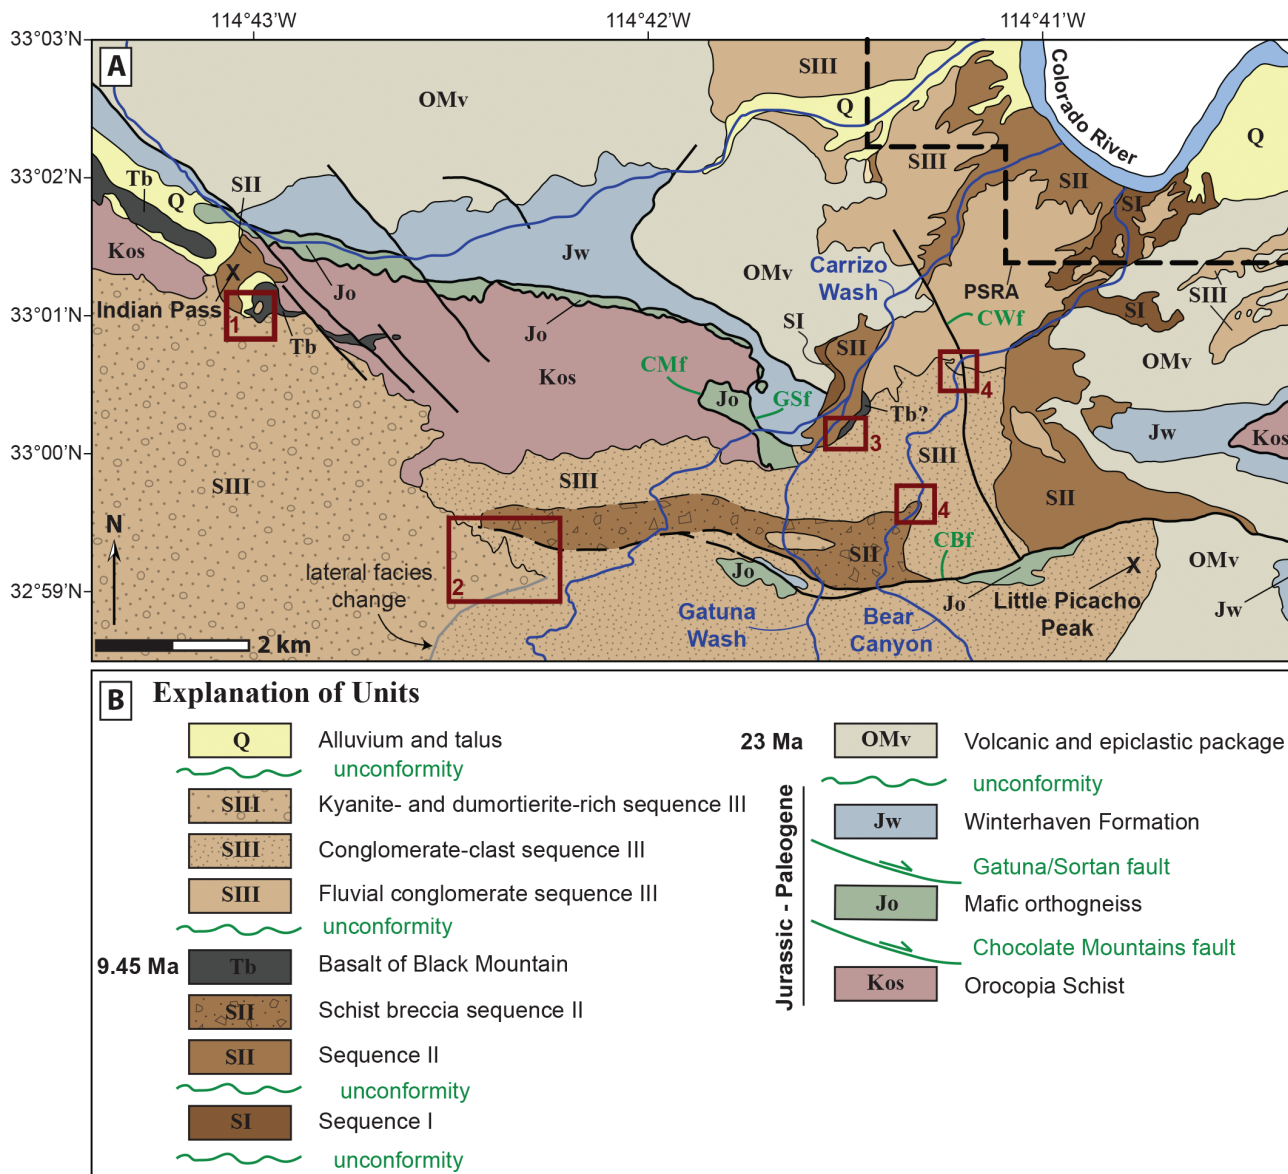 114°43'W
114°42'W
114°41'W
33°03'N
33°02'N
33°01'N
33°00'N
32°59'N
A
OMv
SIII
Q
Colorado River
Q
SIII
SII
SI
Tb
Q
SII
Kos
X
Jw
OMv
Carrizo
Wash
PSRA
CWf
SIII
SI
OMv
Indian Pass
1
Jo
Tb
Jo
SI
SII
Kos
CMf
Jo
GSf
Tb?
4
3
Jw
Kos
SIII
SIII
SIII
SII
4
N
SII
CBf
2
lateral facies
change
Jo
Jo
X
Little Picacho
Peak
OMv
Jw
Gatuna
Wash
Bear
Canyon
2 km
B
Explanation of Units
Q Alluvium and talus
unconformity
SIII Kyanite- and dumortierite-rich sequence III
SIII Conglomerate-clast sequence III
SIII Fluvial conglomerate sequence III
unconformity
9.45 Ma Tb Basalt of Black Mountain
SII Schist breccia sequence II
SII Sequence II
unconformity
SI Sequence I
unconformity
23 Ma OMv Volcanic and epiclastic package
unconformity
Jurassic - Paleogene
Jw Winterhaven Formation
Gatuna/Sortan fault
Jo Mafic orthogneiss
Chocolate Mountains fault
Kos Orocopia Schist